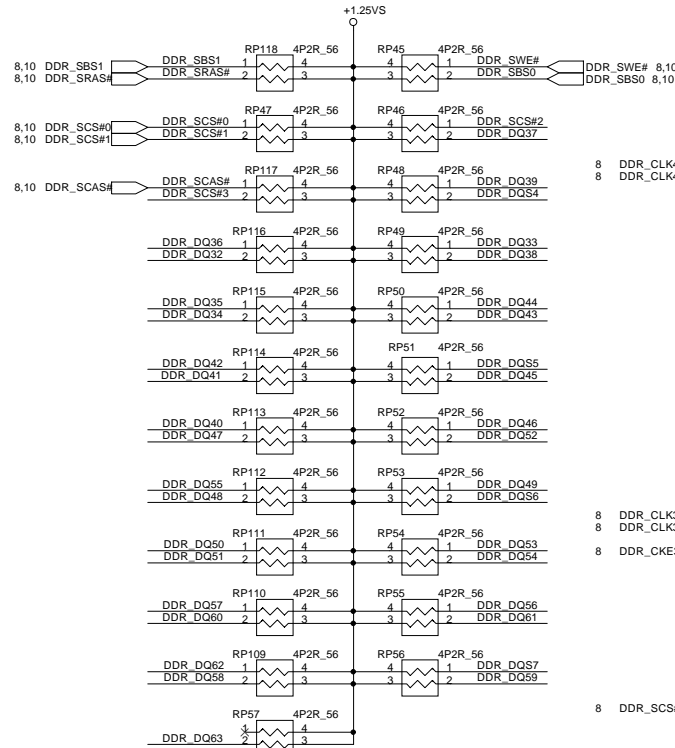 +1.25VS
RP118 4P2R_56 RP45 4P2R_56
8,10 DDR_SBS1 DDR_SBS1 1 4 4 1 DDR_SWE# DDR_SWE# 8,10
8,10 DDR_SRAS# DDR_SRAS# 2 3 3 2 DDR_SBS0 DDR_SBS0 8,10
RP47 4P2R_56 RP46 4P2R_56
8,10 DDR_SCS#0 DDR_SCS#0 1 4 4 1 DDR_SCS#2
8,10 DDR_SCS#1 DDR_SCS#1 2 3 3 2 DDR_DQ37
8 DDR_CLK4
8 DDR_CLK4
RP117 4P2R_56 RP48 4P2R_56
8,10 DDR_SCAS# DDR_SCAS# 1 4 4 1 DDR_DQ39
DDR_SCS#3 2 3 3 2 DDR_DQS4
RP116 4P2R_56 RP49 4P2R_56
DDR_DQ36 1 4 4 1 DDR_DQ33
DDR_DQ32 2 3 3 2 DDR_DQ38
RP115 4P2R_56 RP50 4P2R_56
DDR_DQ35 1 4 4 1 DDR_DQ44
DDR_DQ34 2 3 3 2 DDR_DQ43
RP114 4P2R_56 RP51 4P2R_56
DDR_DQ42 1 4 4 1 DDR_DQS5
DDR_DQ41 2 3 3 2 DDR_DQ45
RP113 4P2R_56 RP52 4P2R_56
DDR_DQ40 1 4 4 1 DDR_DQ46
DDR_DQ47 2 3 3 2 DDR_DQ52
RP112 4P2R_56 RP53 4P2R_56
DDR_DQ55 1 4 4 1 DDR_DQ49
DDR_DQ48 2 3 3 2 DDR_DQS6
8 DDR_CLK3
8 DDR_CLK3
RP111 4P2R_56 RP54 4P2R_56
DDR_DQ50 1 4 4 1 DDR_DQ53
DDR_DQ51 2 3 3 2 DDR_DQ54
8 DDR_CKE3
RP110 4P2R_56 RP55 4P2R_56
DDR_DQ57 1 4 4 1 DDR_DQ56
DDR_DQ60 2 3 3 2 DDR_DQ61
RP109 4P2R_56 RP56 4P2R_56
DDR_DQ62 1 4 4 1 DDR_DQS7
DDR_DQ58 2 3 3 2 DDR_DQ59
8 DDR_SCS#
RP57 4P2R_56
1 4
DDR_DQ63 2 3